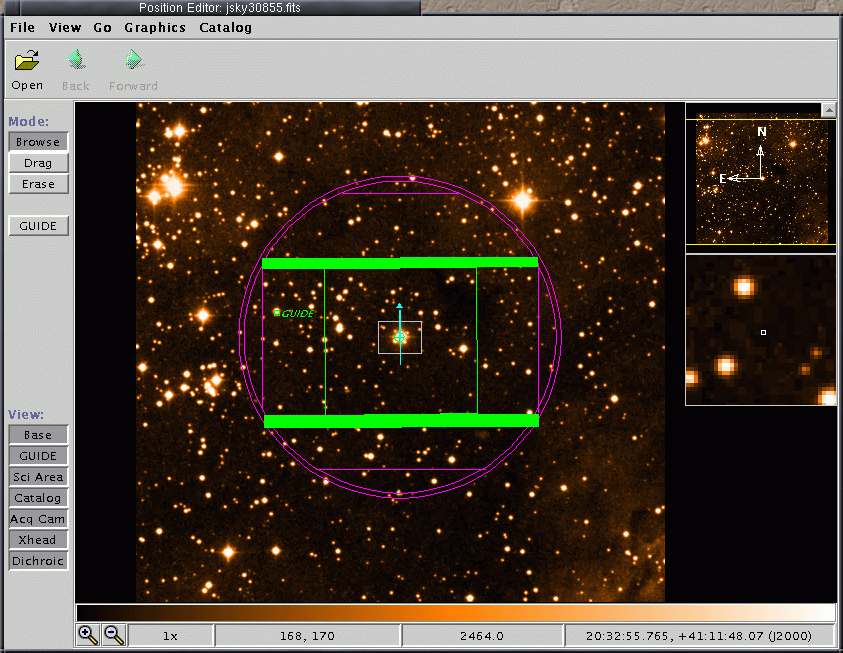 Position Editor: jsky30855.fits
File View Go Graphics Catalog
Open Back Forward
Mode:
Browse
Drag
Erase
GUIDE
View:
Base
GUIDE
Sci Area
Catalog
Acq Cam
Xhead
Dichroic
GUIDE
N
E
1x 168, 170 2464.0 20:32:55.765, +41:11:48.07 (J2000)